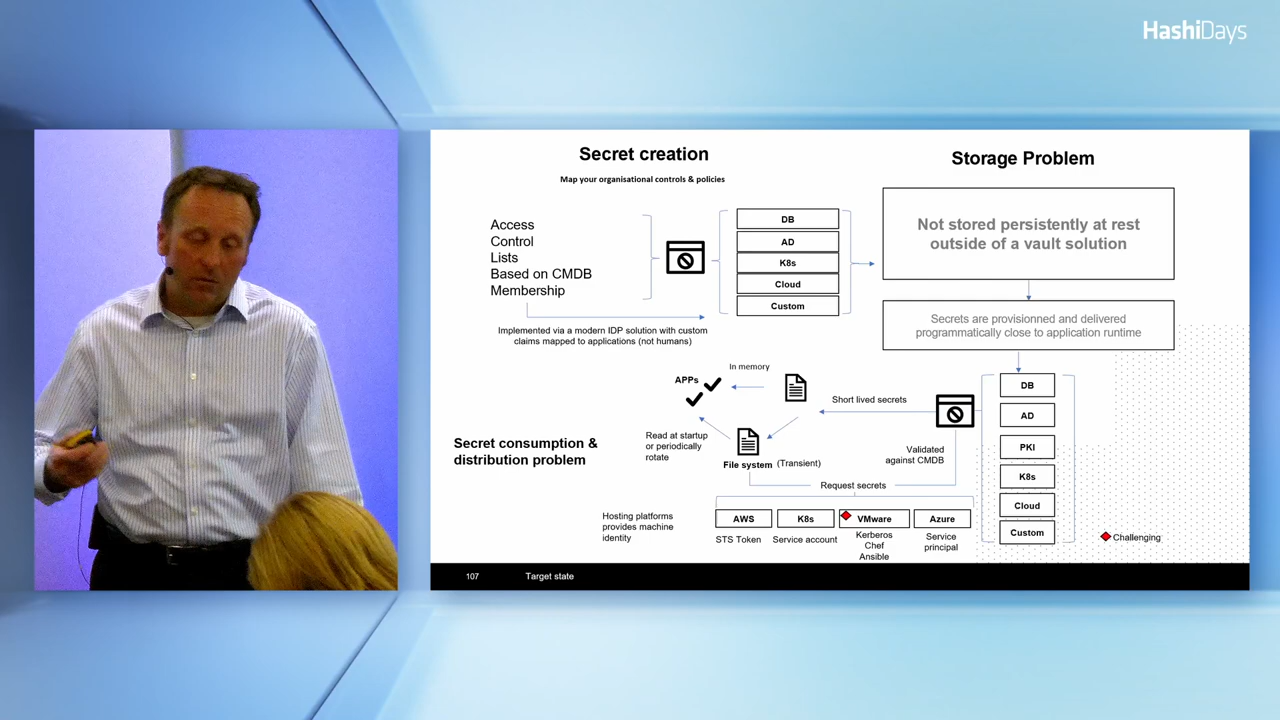 HashiDays
Secret creation
Map your organisational controls & policies
Access
Control
Lists
Based on CMDB
Membership
Implemented via a modern IDP solution with custom
claims mapped to applications (not humans)
DB
AD
K8s
Cloud
Custom
Storage Problem
Not stored persistently at rest
outside of a vault solution
Secrets are provisionned and delivered
programmatically close to application runtime
Secret consumption &
distribution problem
APPs
In memory
Short lived secrets
Read at startup
or periodically
rotate
File system (Transient)
Validated
against CMDB
Request secrets
DB
AD
PKI
K8s
Cloud
Custom
Hosting platforms
provides machine
identity
AWS
STS Token
K8s
Service account
VMware
Kerberos
Chef
Ansible
Azure
Service
principal
Challenging
107
Target state